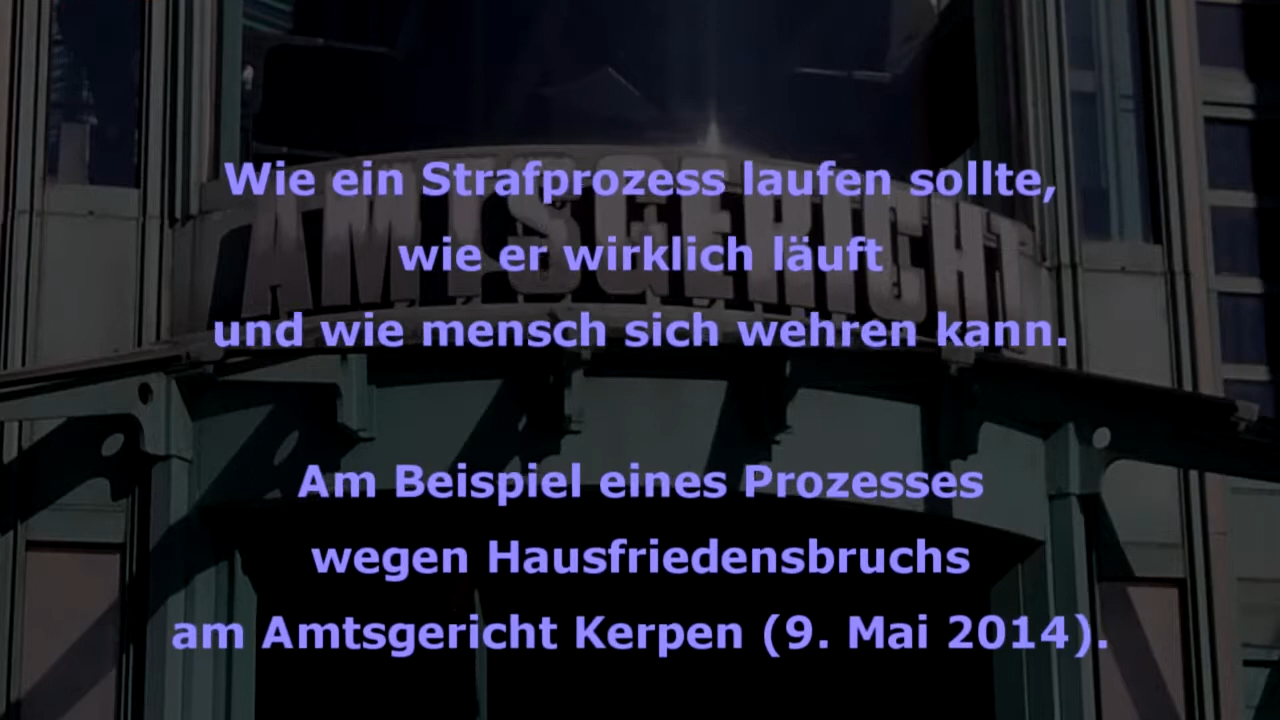 Wie ein Strafprozess laufen sollte,
AMTSGERICHT
wie er wirklich läuft
und wie mensch sich wehren kann.
Am Beispiel eines Prozesses
wegen Hausfriedensbruchs
am Amtsgericht Kerpen (9. Mai 2014).